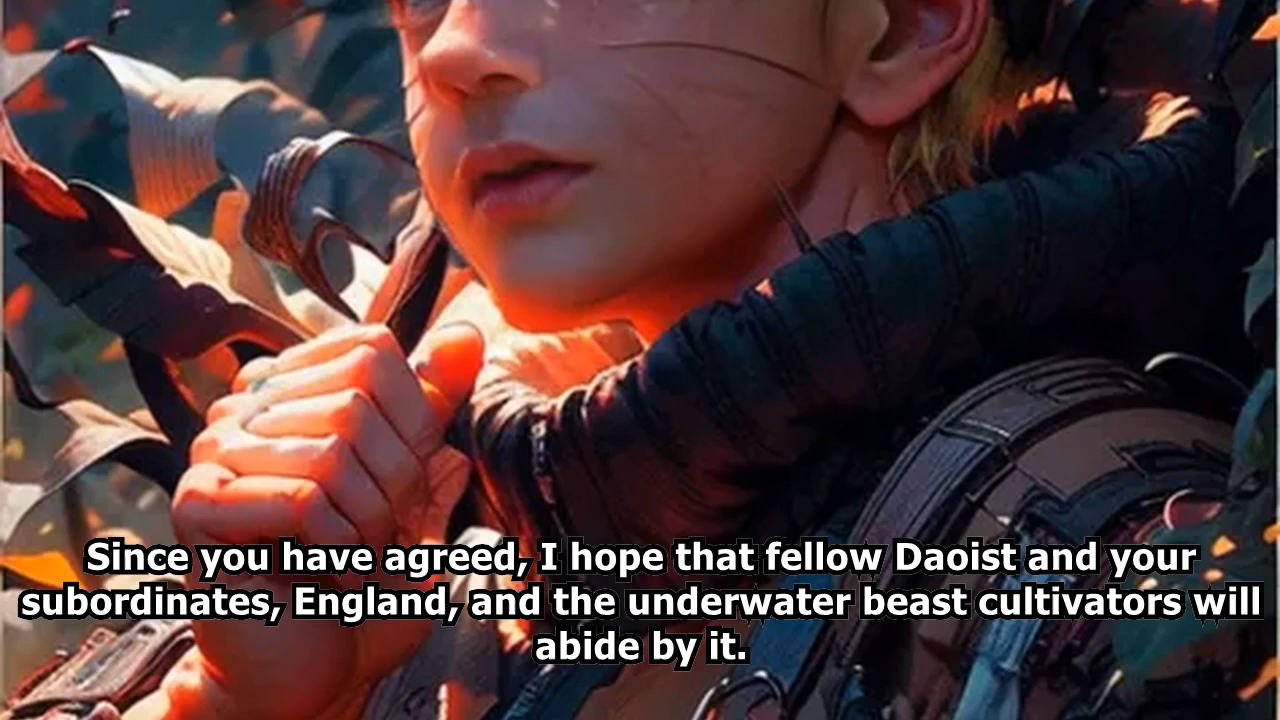 Since you have agreed, I hope that fellow Daoist and your
subordinates, England, and the underwater beast cultivators will
abide by it.